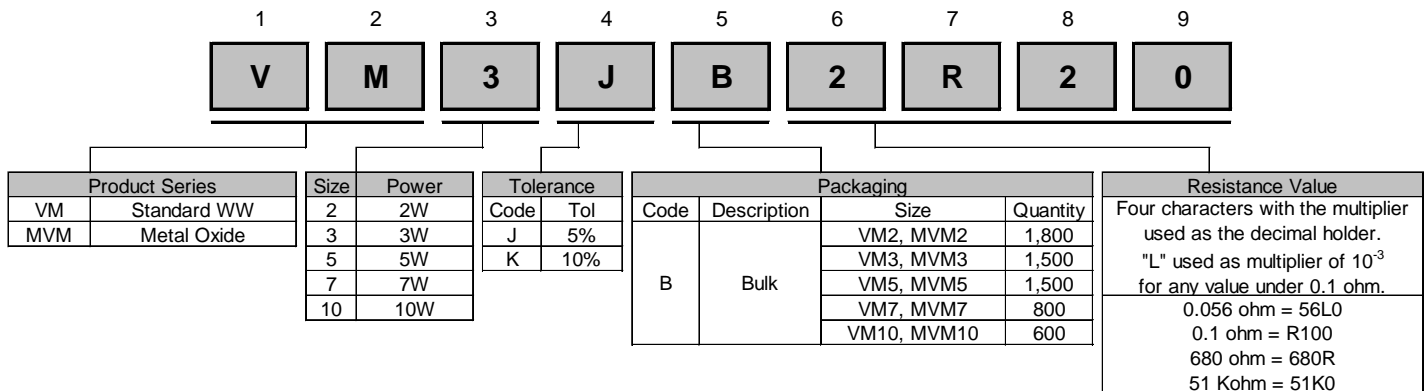 1 2 3 4 5 6 7 8 9
V M 3 J B 2 R 2 0
Product Series
VM Standard WW
MVM Metal Oxide
Size Power
2 2W
3 3W
5 5W
7 7W
10 10W
Tolerance
Code Tol
J 5%
K 10%
Packaging
Code Description Size Quantity
B Bulk
VM2, MVM2 1,800
VM3, MVM3 1,500
VM5, MVM5 1,500
VM7, MVM7 800
VM10, MVM10 600
Resistance Value
Four characters with the multiplier
used as the decimal holder.
"L" used as multiplier of 10⁻³
for any value under 0.1 ohm.
0.056 ohm = 56L0
0.1 ohm = R100
680 ohm = 680R
51 Kohm = 51K0